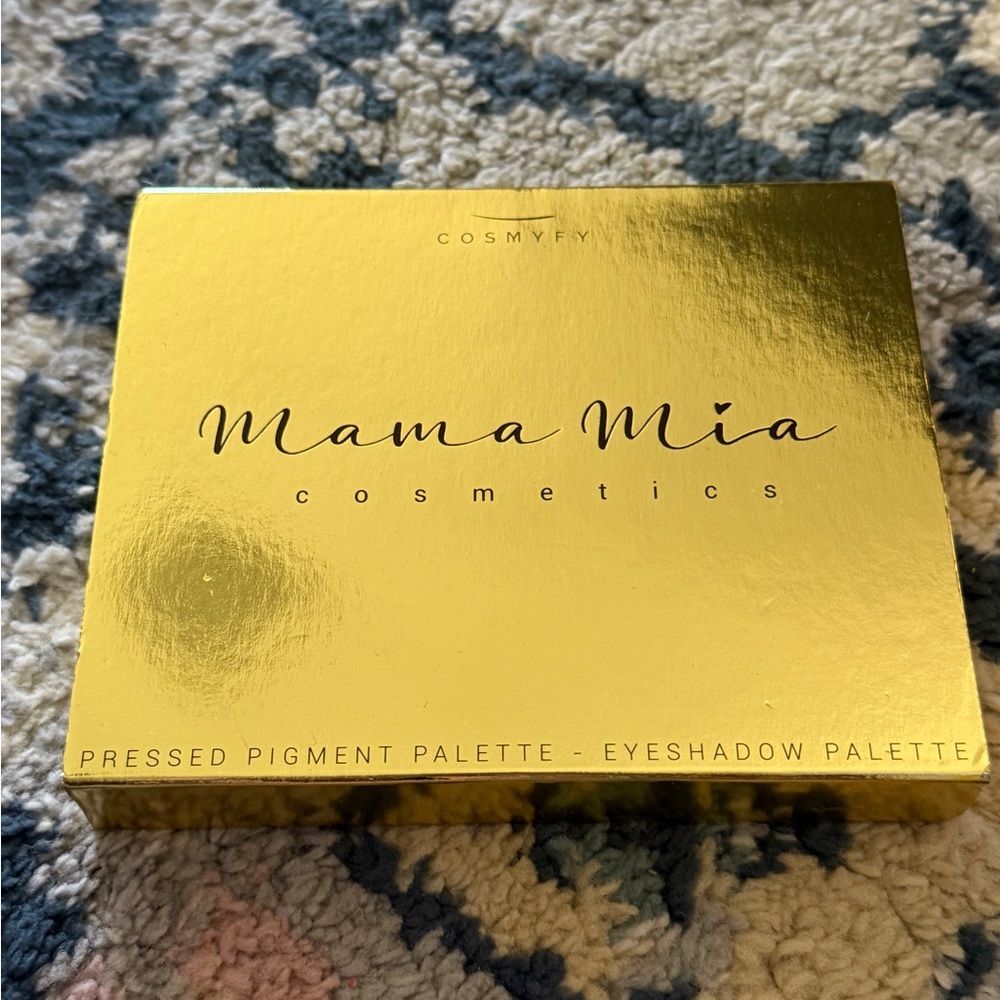 COSMYFY
Mama Mia
cosmetics
PRESSED PIGMENT PALETTE - EYESHADOW PALETTE